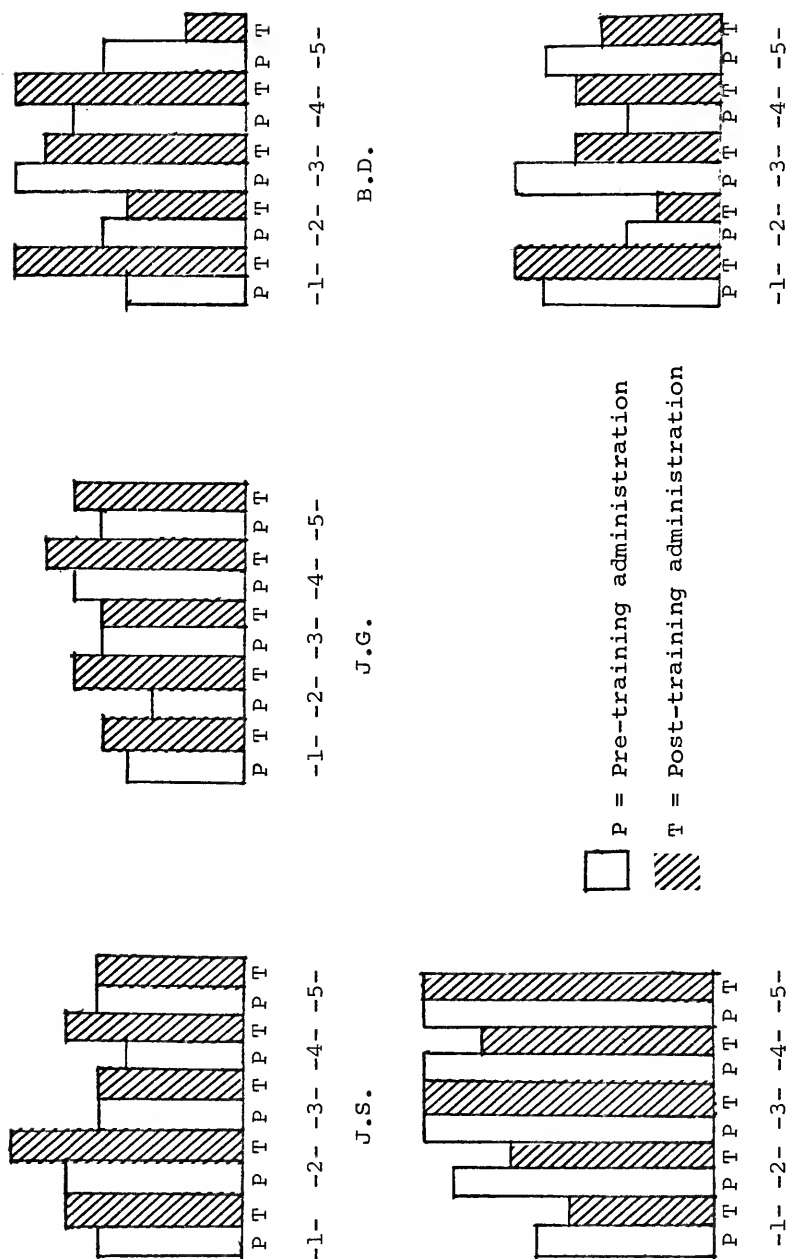 P T P T P T P T P T
-1- -2- -3- -4- -5-
J.S.
P T P T P T P T P T
-1- -2- -3- -4- -5-
J.G.
P T P T P T P T P T
-1- -2- -3- -4- -5-
B.D.
P T P T P T P T P T
-1- -2- -3- -4- -5-
P = Pre-training administration
T = Post-training administration
P T P T P T P T P T
-1- -2- -3- -4- -5-